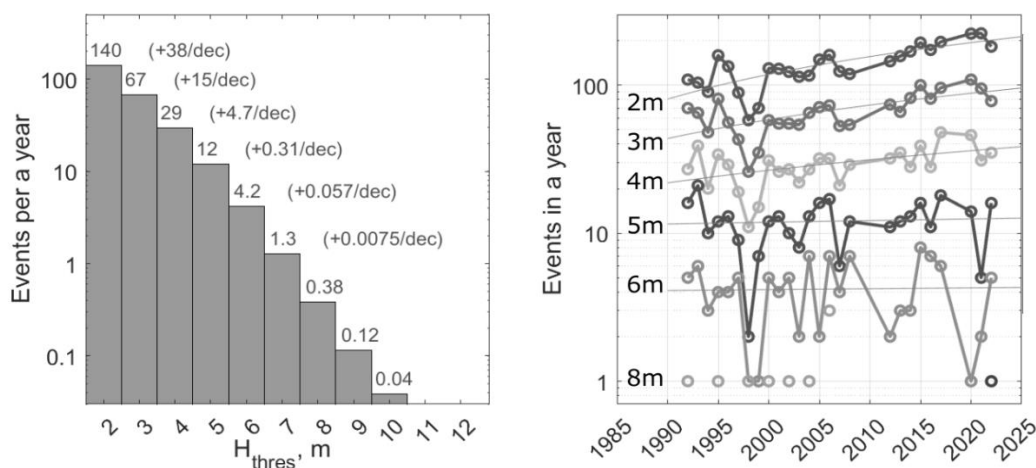 140 (+38/dec)
67 (+15/dec)
29 (+4.7/dec)
12 (+0.31/dec)
4.2 (+0.057/dec)
1.3 (+0.0075/dec)
0.38
0.12
0.04
100
10
1
0.1
Events per a year
2 3 4 5 6 7 8 9 10 11 12
H_thres, m
100
10
1
Events in a year
2m
3m
4m
5m
6m
8m
1985 1990 1995 2000 2005 2010 2015 2020 2025